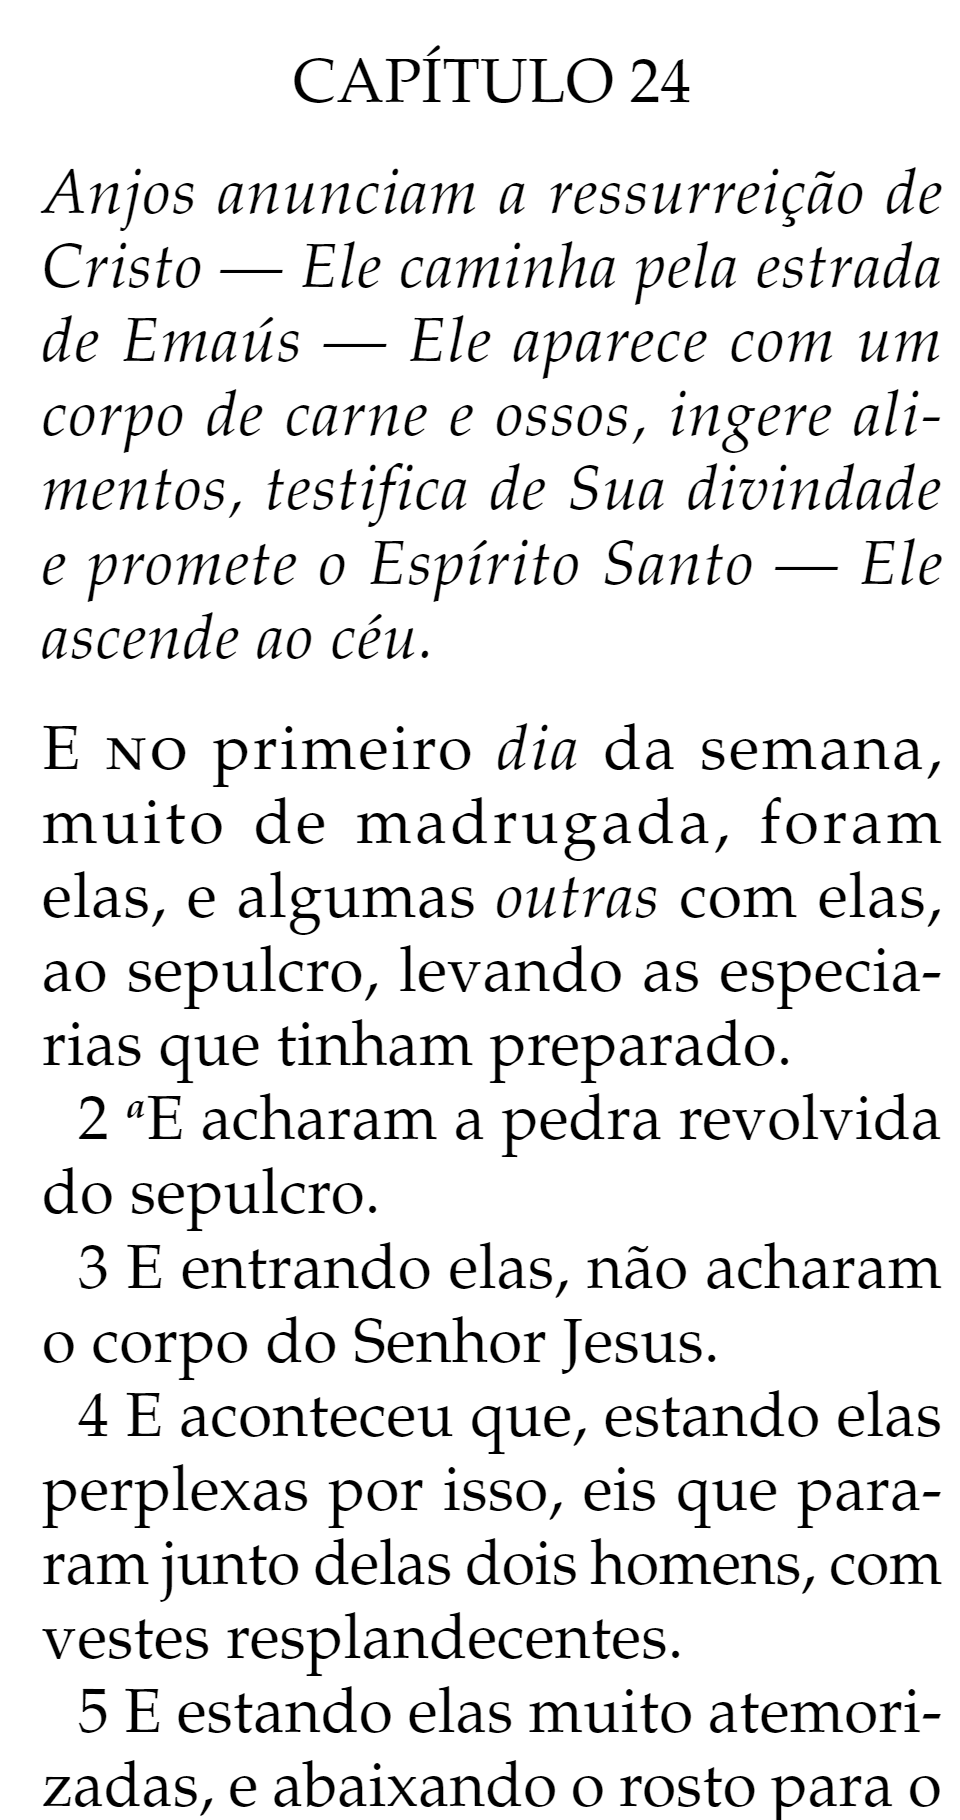 CAPÍTULO 24
Anjos anunciam a ressurreição de
Cristo — Ele caminha pela estrada
de Emaús — Ele aparece com um
corpo de carne e ossos, ingere ali-
mentos, testifica de Sua divindade
e promete o Espírito Santo — Ele
ascende ao céu.
E NO primeiro dia da semana,
muito de madrugada, foram
elas, e algumas outras com elas,
ao sepulcro, levando as especia-
rias que tinham preparado.
2 aE acharam a pedra revolvida
do sepulcro.
3 E entrando elas, não acharam
o corpo do Senhor Jesus.
4 E aconteceu que, estando elas
perplexas por isso, eis que para-
ram junto delas dois homens, com
vestes resplandecentes.
5 E estando elas muito atemori-
zadas, e abaixando o rosto para o